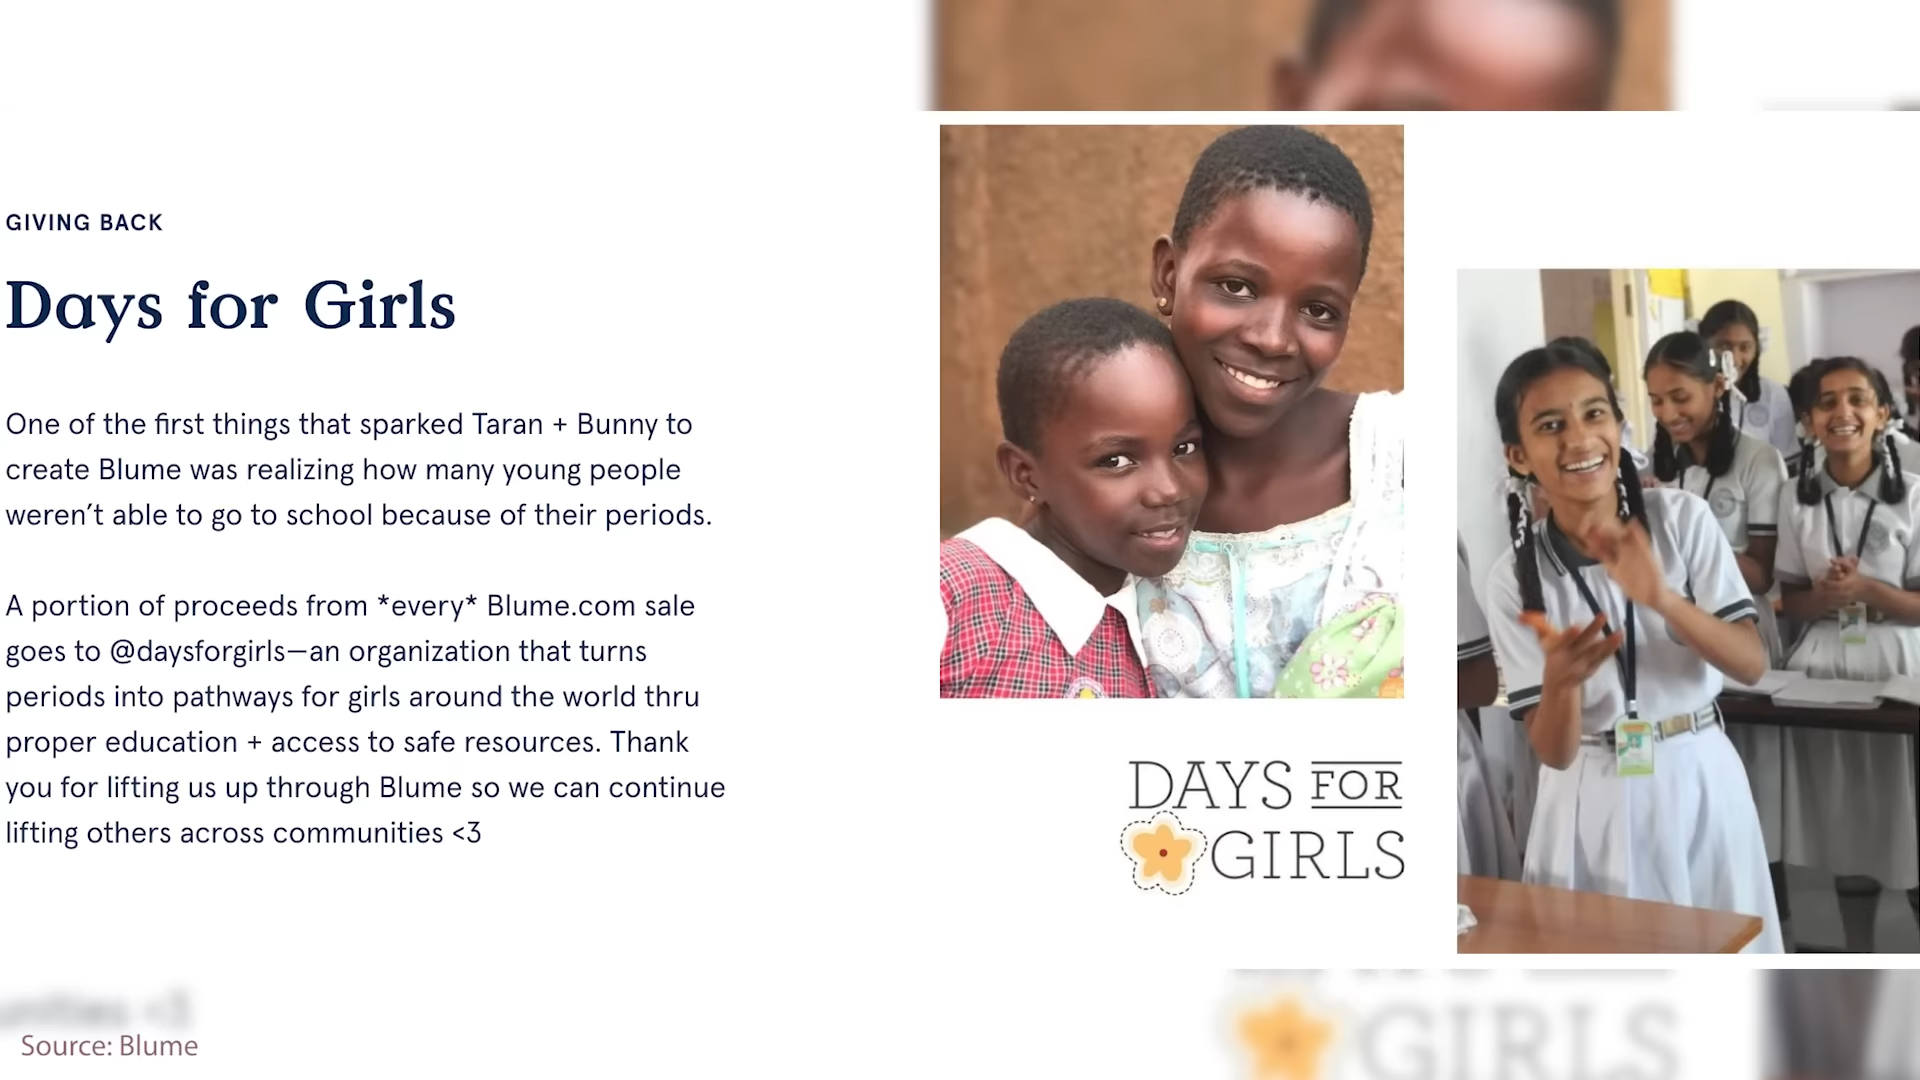 GIVING BACK
Days for Girls
One of the first things that sparked Taran + Bunny to
create Blume was realizing how many young people
weren’t able to go to school because of their periods.
A portion of proceeds from *every* Blume.com sale
goes to @daysforgirls—an organization that turns
periods into pathways for girls around the world thru
proper education + access to safe resources. Thank
you for lifting us up through Blume so we can continue
lifting others across communities <3
DAYS FOR
GIRLS
unities <3
GIRLS
Source: Blume